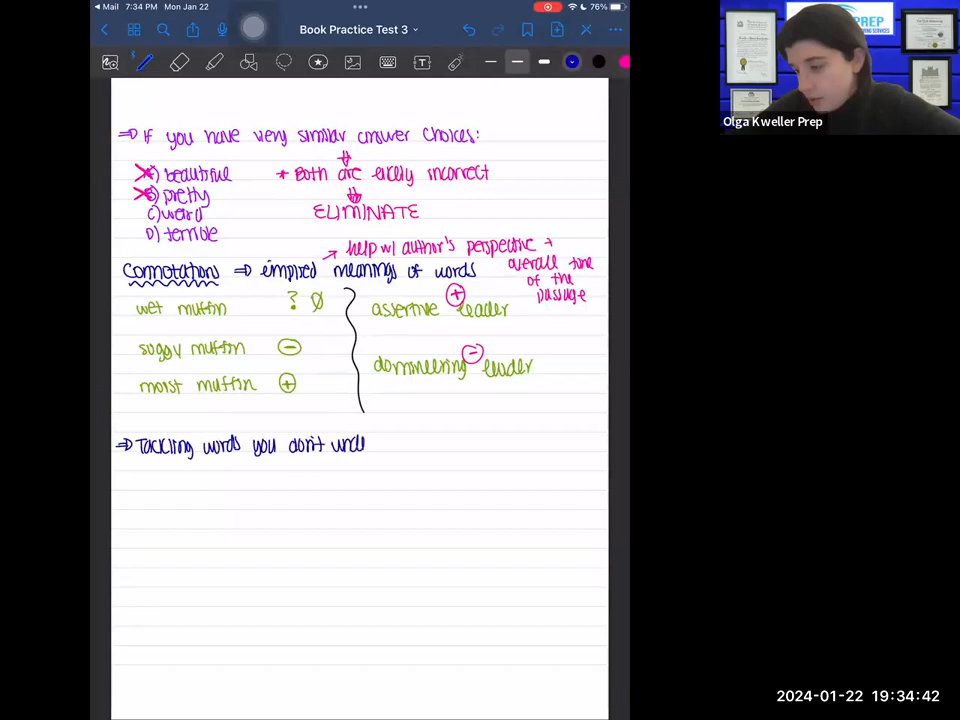 Mail 7:34 PM Mon Jan 22 76%
Book Practice Test 3
⇒ If you have very similar answer choices:
A) beautiful * Both are likely incorrect
B) pretty
C) weird ELIMINATE
D) terrible
→ help w/ author's perspective +
overall tone
of the
passage
Connotations ⇒ implied meanings of words
wet muffin ? Ø assertive leader +
soggy muffin - domineering leader -
moist muffin +
⇒ Tackling words you don't unde
PREP
Olga Kweller Prep
2024-01-22 19:34:42